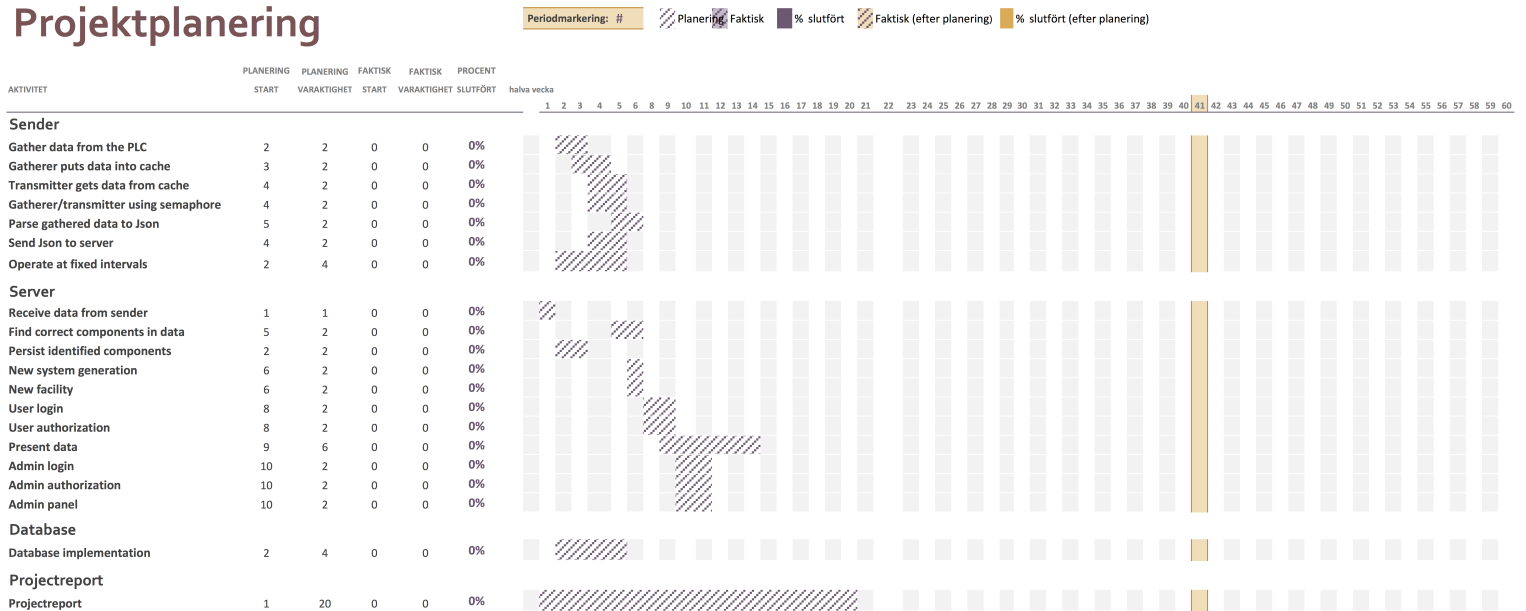 Projektplanering
Periodmarkering: #
Planering
Faktisk
% slutfört
Faktisk (efter planering)
% slutfört (efter planering)
PLANERING PLANERING FAKTISK FAKTISK PROCENT
AKTIVITET START VARAKTIGHET START VARAKTIGHET SLUTFÖRT halva vecka
1 2 3 4 5 6 8 9 10 11 12 13 14 15 16 17 18 19 20 21 22 23 24 25 26 27 28 29 30 31 32 33 34 35 36 37 38 39 40 41 42 43 44 45 46 47 48 49 50 51 52 53 54 55 56 57 58 59 60
Sender
Gather data from the PLC 2 2 0 0 0%
Gatherer puts data into cache 3 2 0 0 0%
Transmitter gets data from cache 4 2 0 0 0%
Gatherer/transmitter using semaphore 4 2 0 0 0%
Parse gathered data to Json 5 2 0 0 0%
Send Json to server 4 2 0 0 0%
Operate at fixed intervals 2 4 0 0 0%
Server
Receive data from sender 1 1 0 0 0%
Find correct components in data 5 2 0 0 0%
Persist identified components 2 2 0 0 0%
New system generation 6 2 0 0 0%
New facility 6 2 0 0 0%
User login 8 2 0 0 0%
User authorization 8 2 0 0 0%
Present data 9 6 0 0 0%
Admin login 10 2 0 0 0%
Admin authorization 10 2 0 0 0%
Admin panel 10 2 0 0 0%
Database
Database implementation 2 4 0 0 0%
Projectreport
Projectreport 1 20 0 0 0%